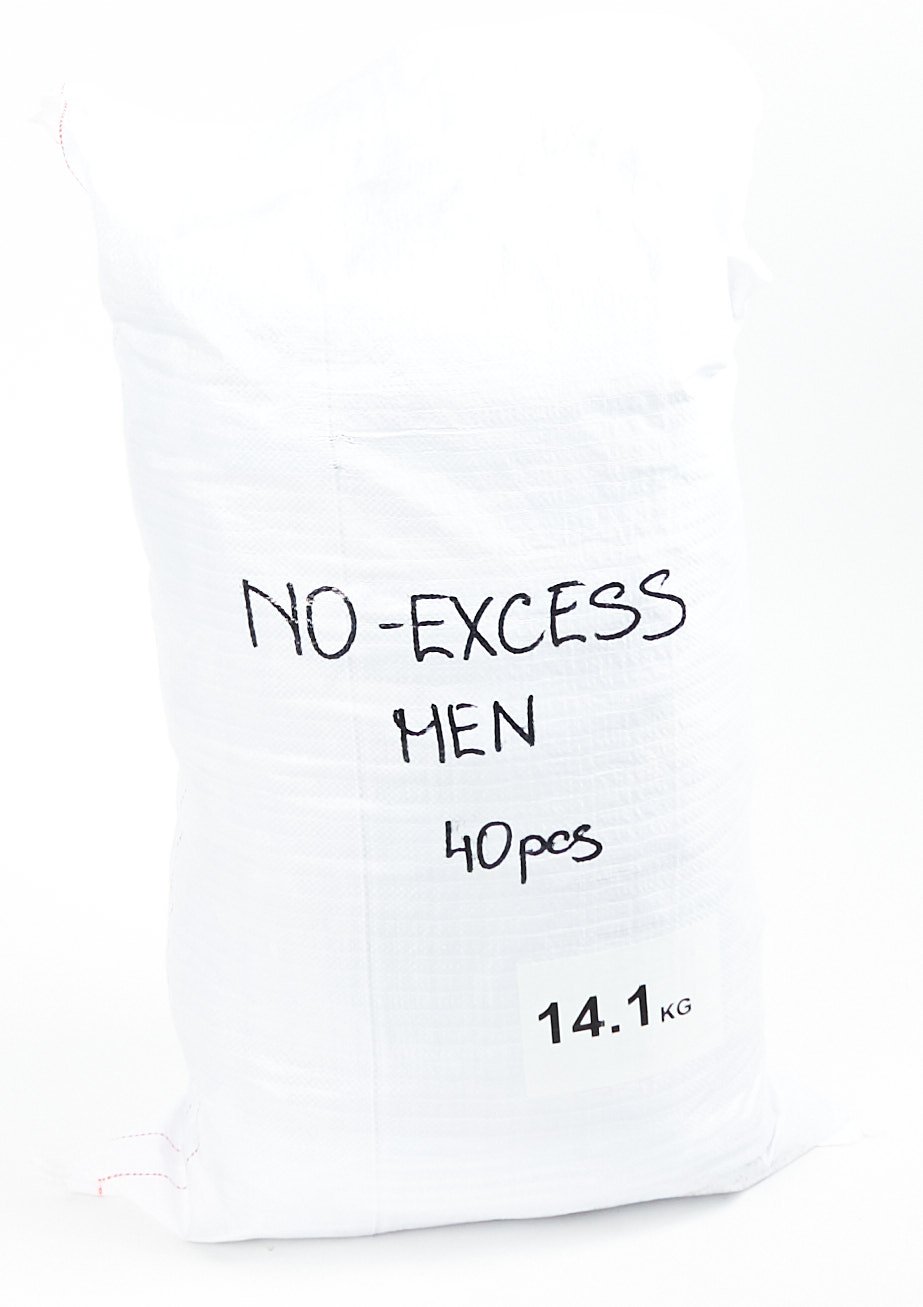 NO-EXCESS
MEN
40pcs
14.1KG